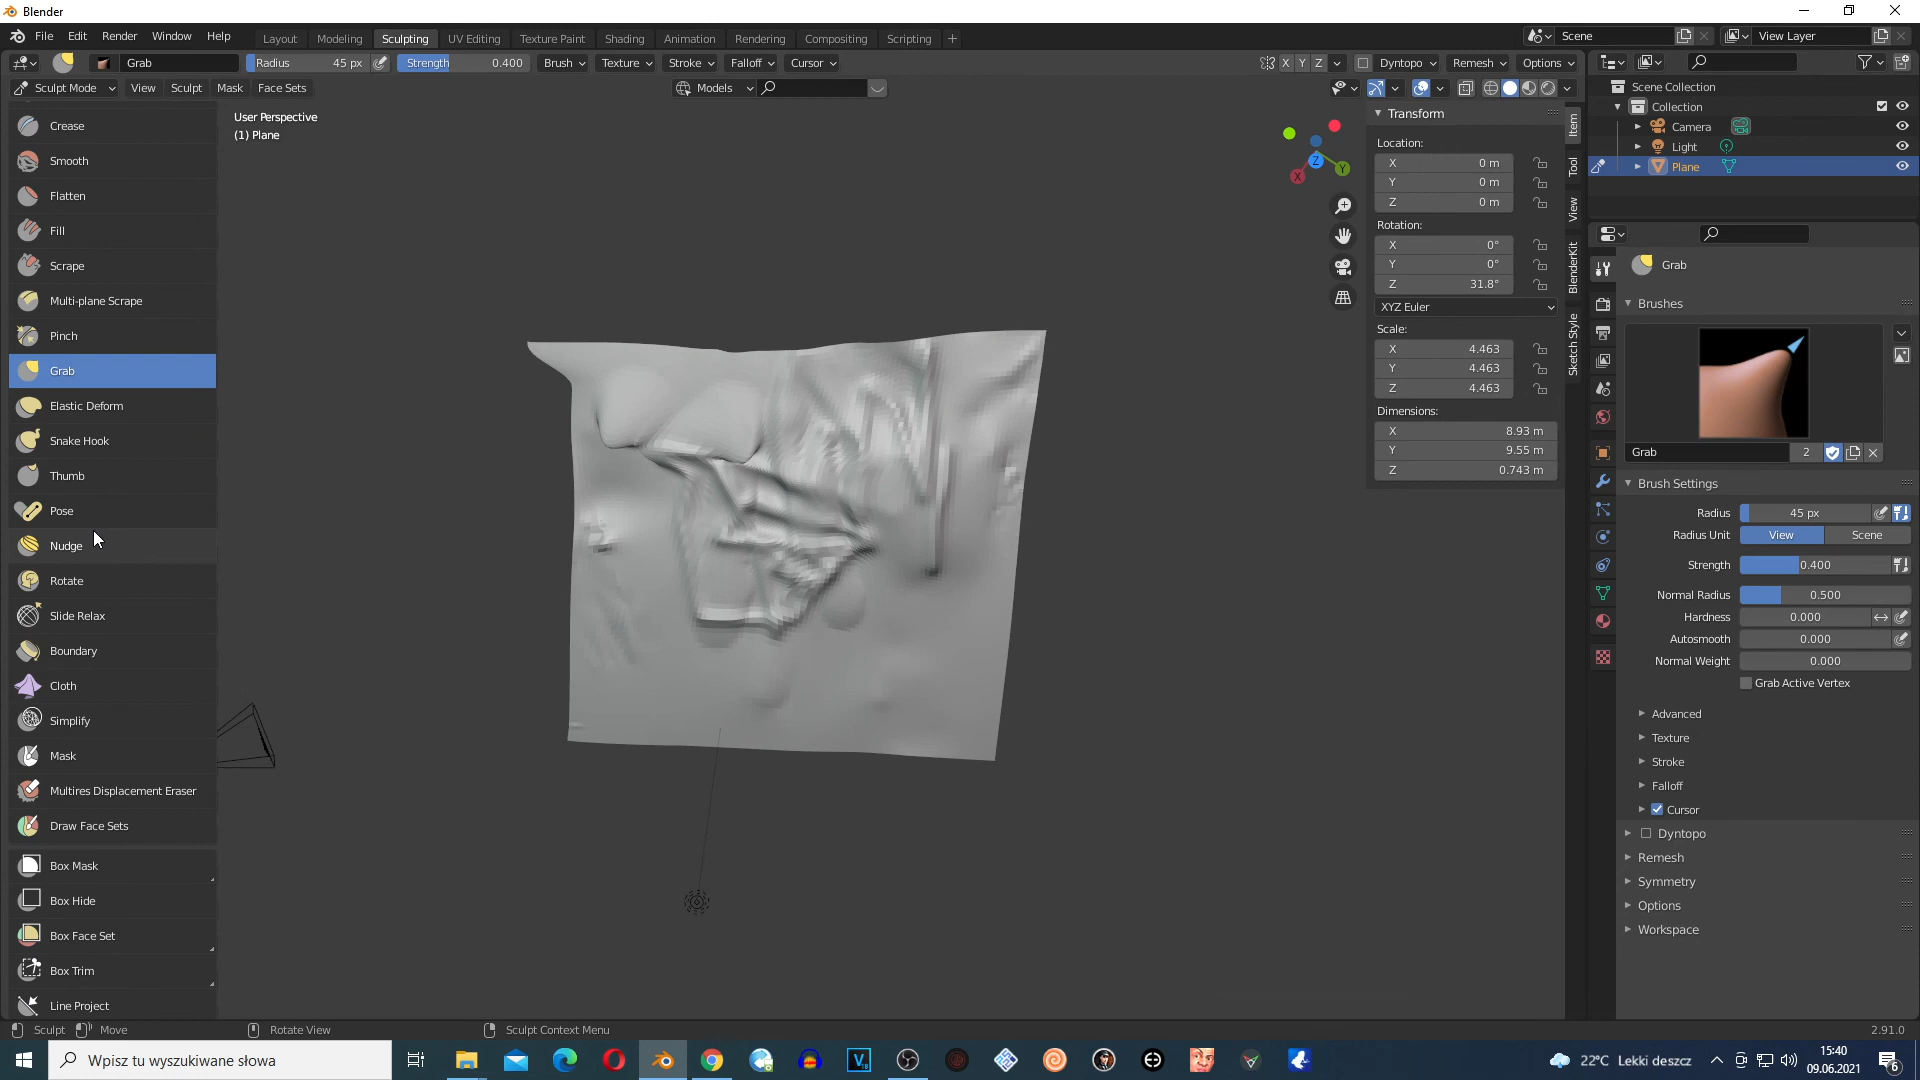 Blender
File Edit Render Window Help
Layout Modeling Sculpting UV Editing Texture Paint Shading Animation Rendering Compositing Scripting +
Scene
View Layer
Grab
Radius 45 px
Strength 0.400
Brush Texture Stroke Falloff Cursor
X Y Z
Dyntopo Remesh Options
Sculpt Mode View Sculpt Mask Face Sets
Models
User Perspective
(1) Plane
Crease
Smooth
Flatten
Fill
Scrape
Multi-plane Scrape
Pinch
Grab
Elastic Deform
Snake Hook
Thumb
Pose
Nudge
Rotate
Slide Relax
Boundary
Cloth
Simplify
Mask
Multires Displacement Eraser
Draw Face Sets
Box Mask
Box Hide
Box Face Set
Box Trim
Line Project
X
Y
Z
Transform
Location:
X 0 m
Y 0 m
Z 0 m
Rotation:
X 0°
Y 0°
Z 31.8°
XYZ Euler
Scale:
X 4.463
Y 4.463
Z 4.463
Dimensions:
X 8.93 m
Y 9.55 m
Z 0.743 m
Item
Tool
View
BlenderKit
Sketch Style
Scene Collection
Collection
Camera
Light
Plane
Grab
Brushes
Grab 2
Brush Settings
Radius 45 px
Radius Unit View Scene
Strength 0.400
Normal Radius 0.500
Hardness 0.000
Autosmooth 0.000
Normal Weight 0.000
Grab Active Vertex
Advanced
Texture
Stroke
Falloff
Cursor
Dyntopo
Remesh
Symmetry
Options
Workspace
Sculpt Move Rotate View Sculpt Context Menu 2.91.0
Wpisz tu wyszukiwane słowa
22°C Lekki deszcz
15:40
09.06.2021
6